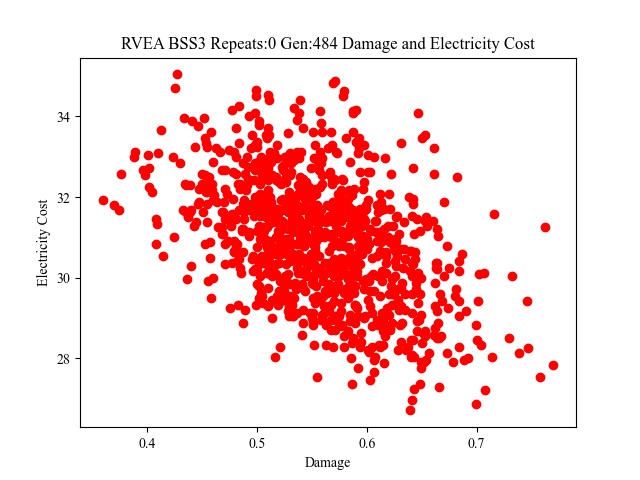 RVEA BSS3 Repeats:0 Gen:484 Damage and Electricity Cost
34
32
30
28
Electricity Cost
0.4 0.5 0.6 0.7
Damage